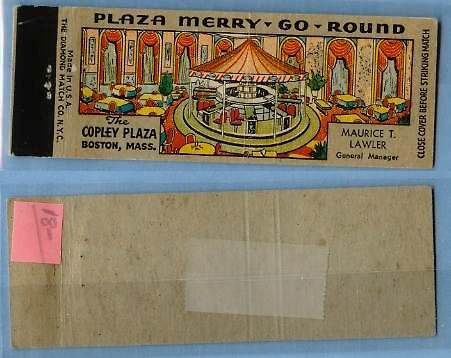 PLAZA MERRY-GO-ROUND
The
COPLEY PLAZA
BOSTON, MASS.
MAURICE T.
LAWLER
General Manager
CLOSE COVER BEFORE STRIKING MATCH
Made in U.S.A.
THE DIAMOND MATCH CO. N.Y.C.
18-